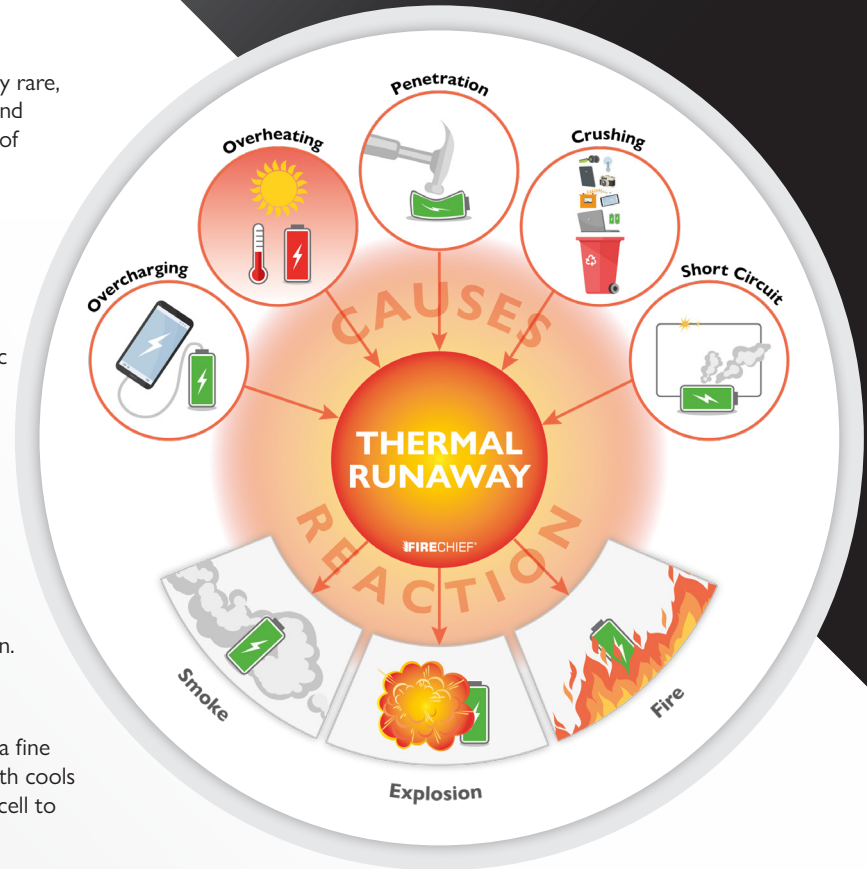 y rare,
nd
of
c
n.
a fine
th cools
cell to
Overcharging
Overheating
Penetration
Crushing
Short Circuit
CAUSES
THERMAL
RUNAWAY
FIRECHIEF®
REACTION
Smoke
Explosion
Fire